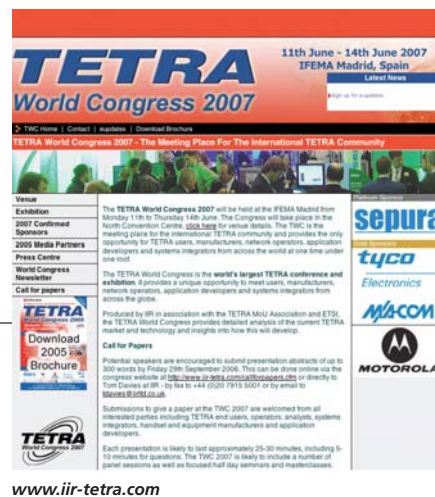 TETRA
World Congress 2007
11th June - 14th June 2007
IFEMA Madrid, Spain
Latest News
Sign up for e-updates
TWC Home | Contact | eupdates | Download Brochure
TETRA World Congress 2007 - The Meeting Place For The International TETRA Community
Venue
Exhibition
2007 Confirmed
Sponsors
2005 Media Partners
Press Centre
World Congress
Newsletter
Call for papers
TETRA
Download
2005
Brochure
TETRA
World Congress 2007
The TETRA World Congress 2007 will be held at the IFEMA Madrid from
Monday 11th to Thursday 14th June. The Congress will take place in the
North Convention Centre, click here for venue details. The TWC is the
meeting place for the international TETRA community and provides the only
opportunity for TETRA users, manufacturers, network operators, application
developers and systems integrators from across the world at one time under
one roof.
The TETRA World Congress is the world's largest TETRA conference and
exhibition. It provides a unique opportunity to meet users, manufacturers,
network operators, application developers and systems integrators from
across the globe.
Produced by IIR in association with the TETRA MoU Association and ETSI,
the TETRA World Congress provides detailed analysis of the current TETRA
market and technology and insights into how this will develop.
Call for Papers
Potential speakers are encouraged to submit presentation abstracts of up to
300 words by Friday 29th September 2006. This can be done online via the
congress website at http://www.iir-tetra.com/callforpapers.cfm or directly to
Tom Davies at IIR - by fax to +44 (0)20 7915 5001 or by email to
tdavies@iirltd.co.uk.
Submissions to give a paper at the TWC 2007 are welcomed from all
interested parties including TETRA end users, operators, analysts, systems
integrators, handset and equipment manufacturers and application
developers.
Each presentation is likely to last approximately 25-30 minutes, including 5-
10 minutes for questions. The TWC 2007 is likely to include a number of
panel sessions as well as focused half day seminars and masterclasses.
Platinum Sponsor
sepura
Gold Sponsors
tyco
Electronics
M/A-COM
MOTOROLA
www.iir-tetra.com